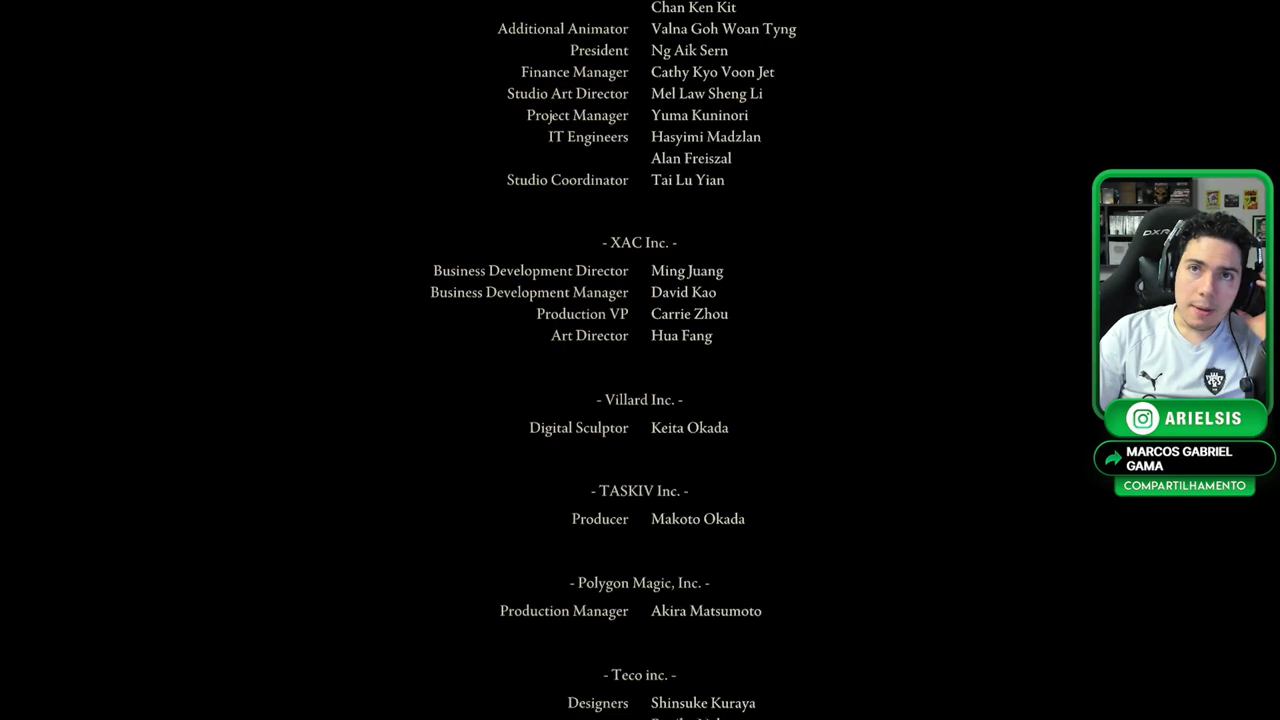 Chan Ken Kit
Additional Animator Valna Goh Woan Tyng
President Ng Aik Sern
Finance Manager Cathy Kyo Voon Jet
Studio Art Director Mel Law Sheng Li
Project Manager Yuma Kuninori
IT Engineers Hasyimi Madzlan
Alan Freiszal
Studio Coordinator Tai Lu Yian
- XAC Inc. -
Business Development Director Ming Juang
Business Development Manager David Kao
Production VP Carrie Zhou
Art Director Hua Fang
- Villard Inc. -
Digital Sculptor Keita Okada
- TASKIV Inc. -
Producer Makoto Okada
- Polygon Magic, Inc. -
Production Manager Akira Matsumoto
- Teco inc. -
Designers Shinsuke Kuraya
DXR
ARIELSIS
MARCOS GABRIEL
GAMA
COMPARTILHAMENTO